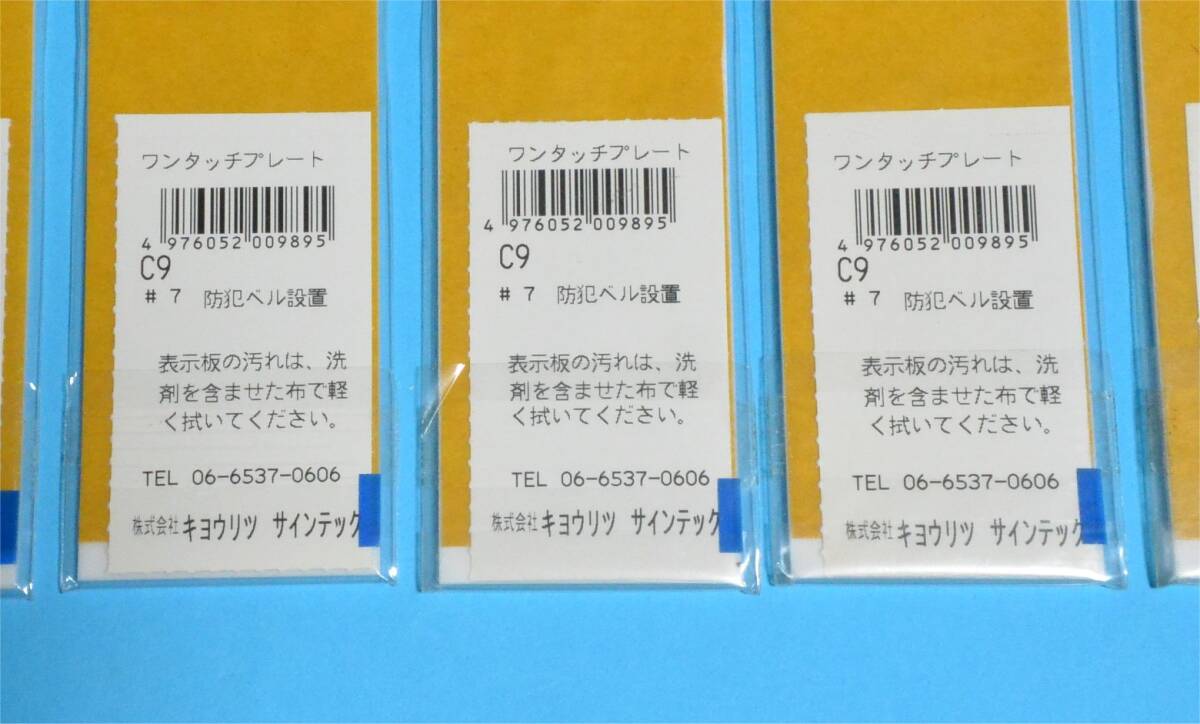 ワンタッチプレート
4 976052 009895
C9
# 7 防犯ベル設置
表示板の汚れは、洗
剤を含ませた布で軽
く拭いてください。
TEL 06-6537-0606
株式会社 キョウリツ サインテック
ワンタッチプレート
4 976052 009895
C9
# 7 防犯ベル設置
表示板の汚れは、洗
剤を含ませた布で軽
く拭いてください。
TEL 06-6537-0606
株式会社 キョウリツ サインテック
ワンタッチプレート
4 976052 009895
C9
# 7 防犯ベル設置
表示板の汚れは、洗
剤を含ませた布で軽
く拭いてください。
TEL 06-6537-0606
株式会社 キョウリツ サインテック